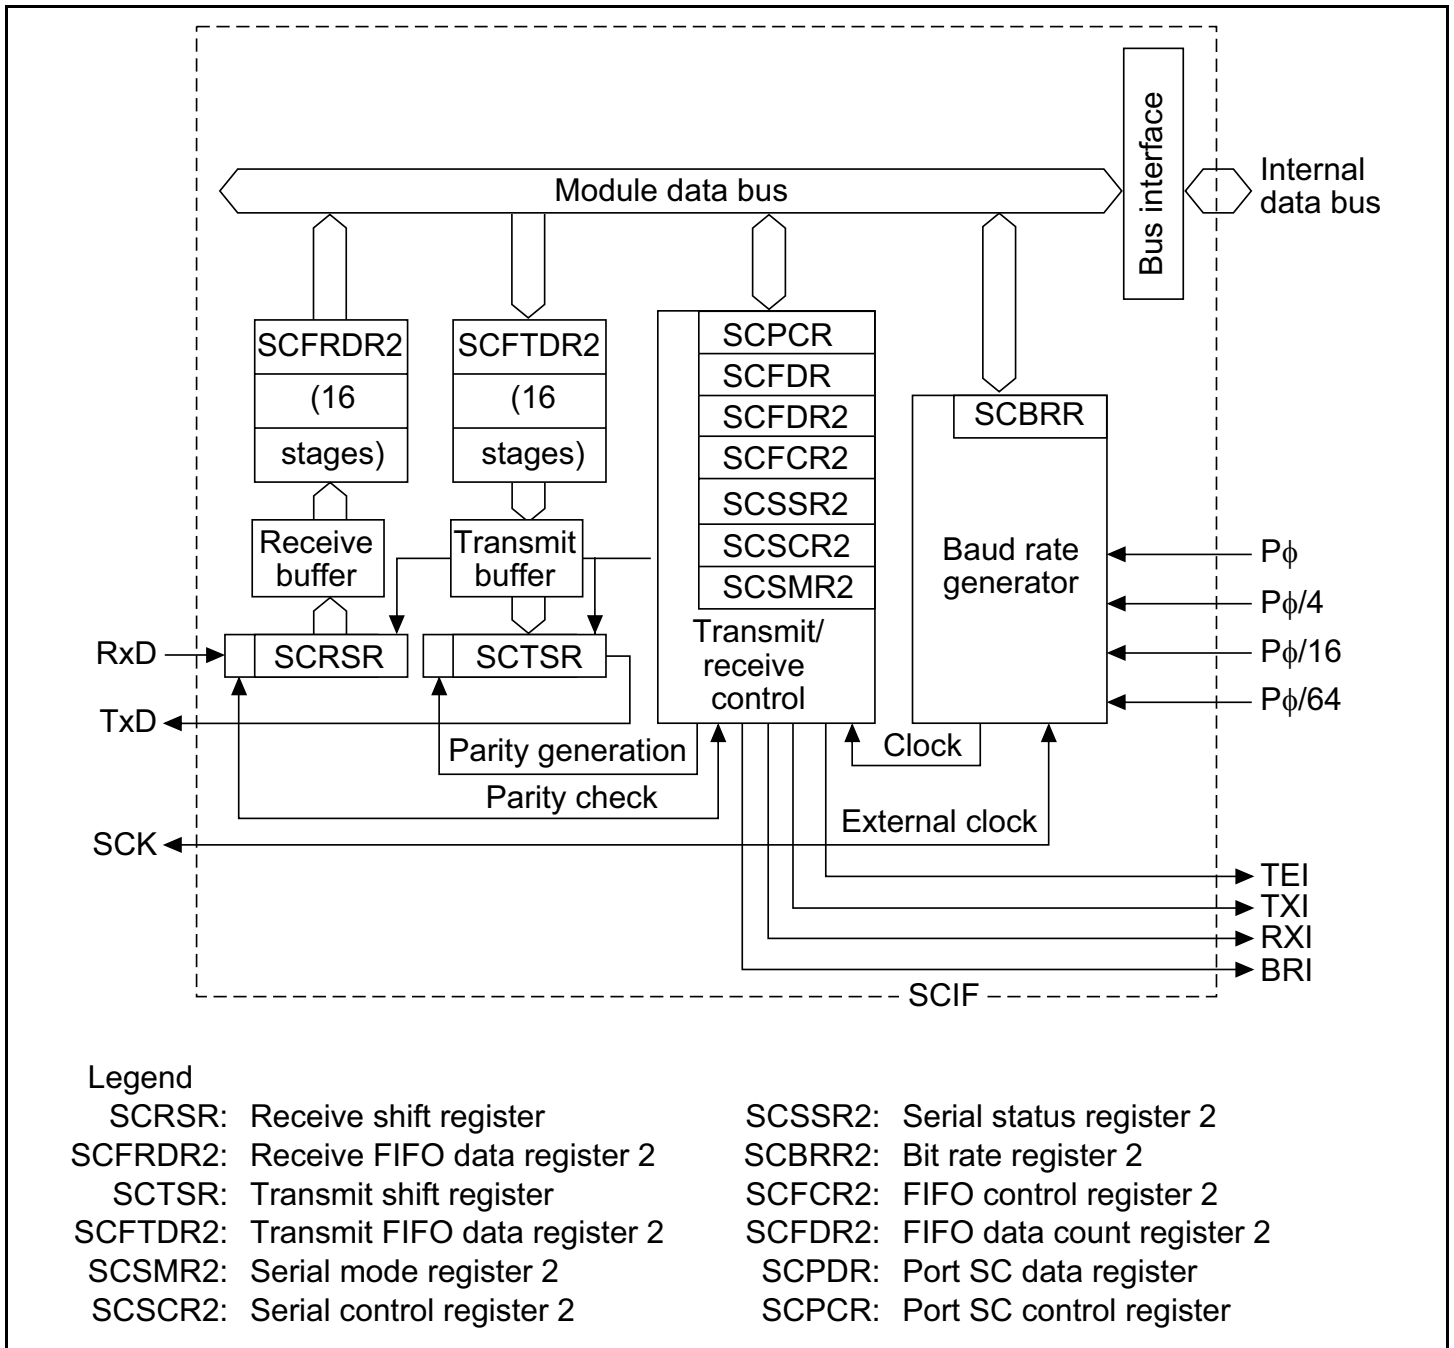 Module data bus
Bus interface
Internal
data bus
SCFRDR2
(16
stages)
SCFTDR2
(16
stages)
SCPCR
SCFDR
SCFDR2
SCFCR2
SCSSR2
SCSCR2
SCSMR2
Transmit/
receive
control
SCBRR
Baud rate
generator
Receive
buffer
Transmit
buffer
Pϕ
Pϕ/4
Pϕ/16
Pϕ/64
RxD
SCRSR
SCTSR
TxD
Parity generation
Clock
Parity check
External clock
SCK
TEI
TXI
RXI
BRI
SCIF
Legend
SCRSR: Receive shift register
SCFRDR2: Receive FIFO data register 2
SCTSR: Transmit shift register
SCFTDR2: Transmit FIFO data register 2
SCSMR2: Serial mode register 2
SCSCR2: Serial control register 2
SCSSR2: Serial status register 2
SCBRR2: Bit rate register 2
SCFCR2: FIFO control register 2
SCFDR2: FIFO data count register 2
SCPDR: Port SC data register
SCPCR: Port SC control register